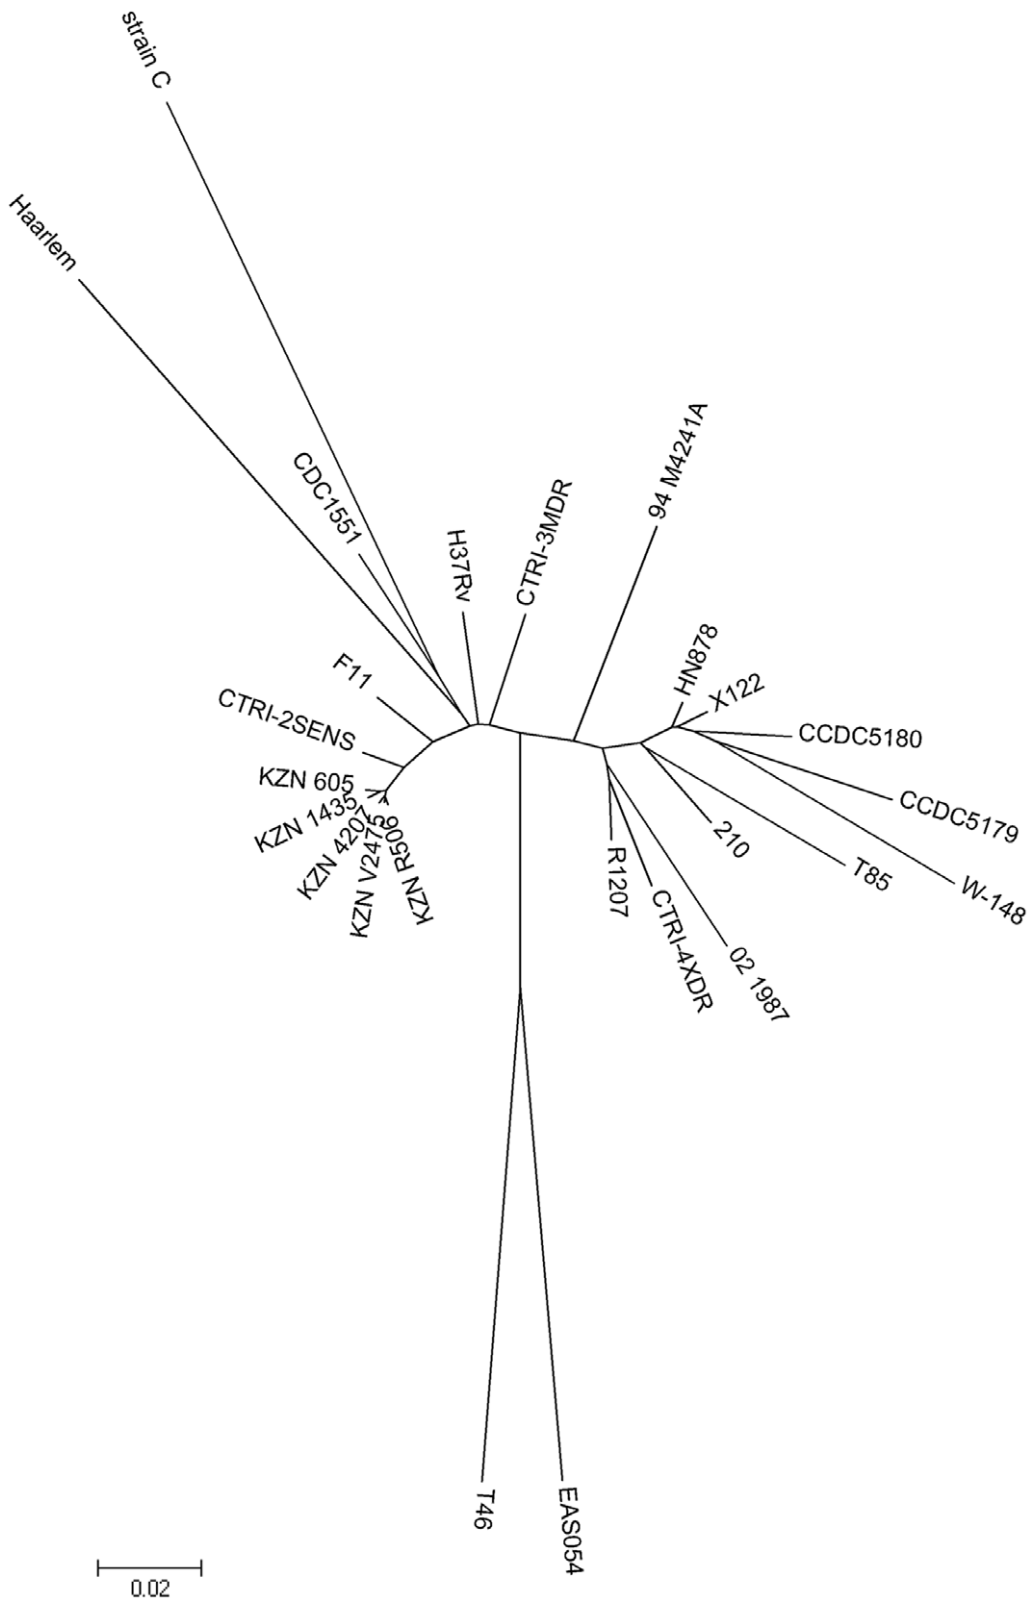 strain C
Haarlem
CDC1551
H37Rv
CTRI-3MDR
94 M4241A
HN878
X122
CCDC5180
CCDC5179
W-148
T85
210
02 1987
CTRI-4XDR
R1207
F11
CTRI-2SENS
KZN 605
KZN 1435
KZN 4207
KZN V2475
KZN R506
T46
EAS054
0.02